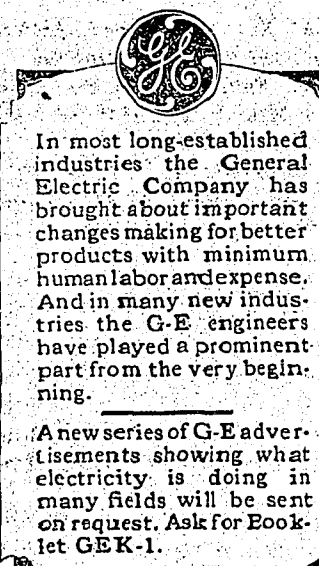 GE
In most long-established
industries the General
Electric Company has
brought about important
changes making for better
products with minimum
human labor and expense.
And in many new indus-
tries the G-E engineers
have played a prominent
part from the very begin-
ning.
A new series of G-E adver-
tisements showing what
electricity is doing in
many fields will be sent
on request. Ask for Book-
let GEK-1.